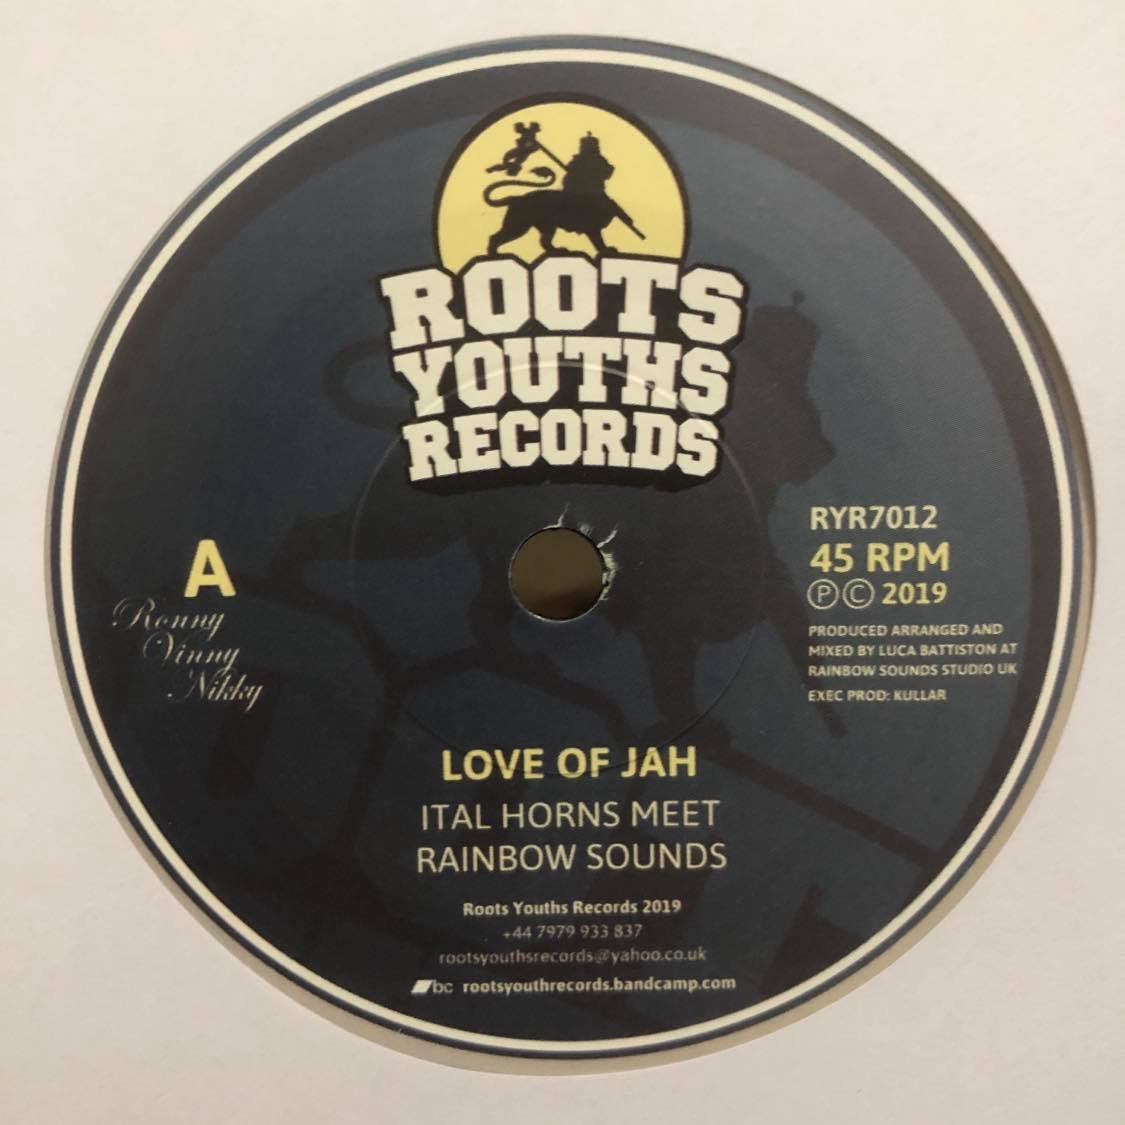 ROOTS
YOUTHS
RECORDS
A
Ronny
Vinny
Nikky
RYR7012
45 RPM
Ⓟ© 2019
PRODUCED ARRANGED AND
MIXED BY LUCA BATTISTON AT
RAINBOW SOUNDS STUDIO UK
EXEC PROD: KULLAR
LOVE OF JAH
ITAL HORNS MEET
RAINBOW SOUNDS
Roots Youths Records 2019
+44 7979 933 837
rootsyouthsrecords@yahoo.co.uk
bc rootsyouthrecords.bandcamp.com